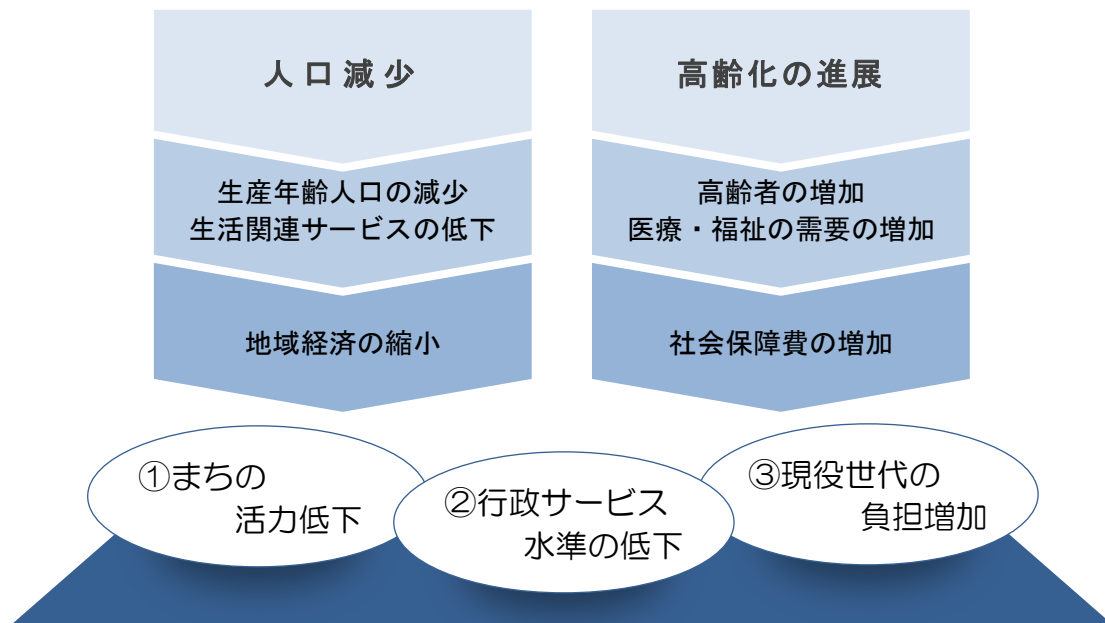 人口減少
生産年齢人口の減少
生活関連サービスの低下
地域経済の縮小
高齢化の進展
高齢者の増加
医療・福祉の需要の増加
社会保障費の増加
①まちの
活力低下
②行政サービス
水準の低下
③現役世代の
負担増加